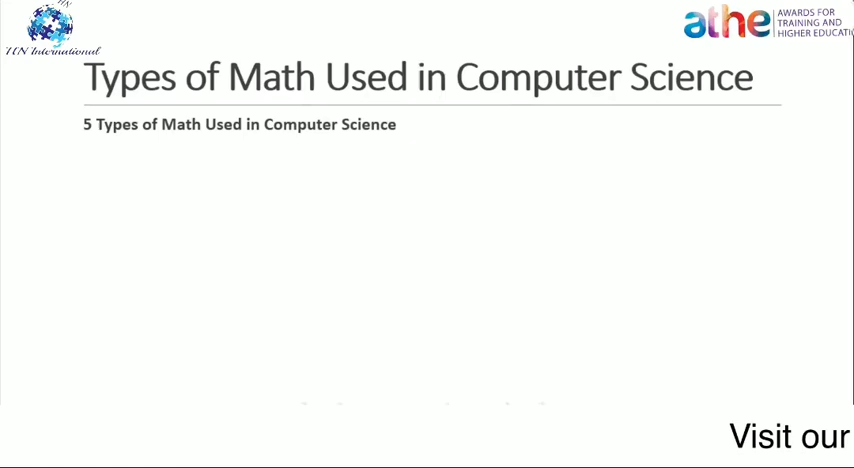 UN
UN International
athe
AWARDS FOR
TRAINING AND
HIGHER EDUCATI
Types of Math Used in Computer Science
5 Types of Math Used in Computer Science
Visit our